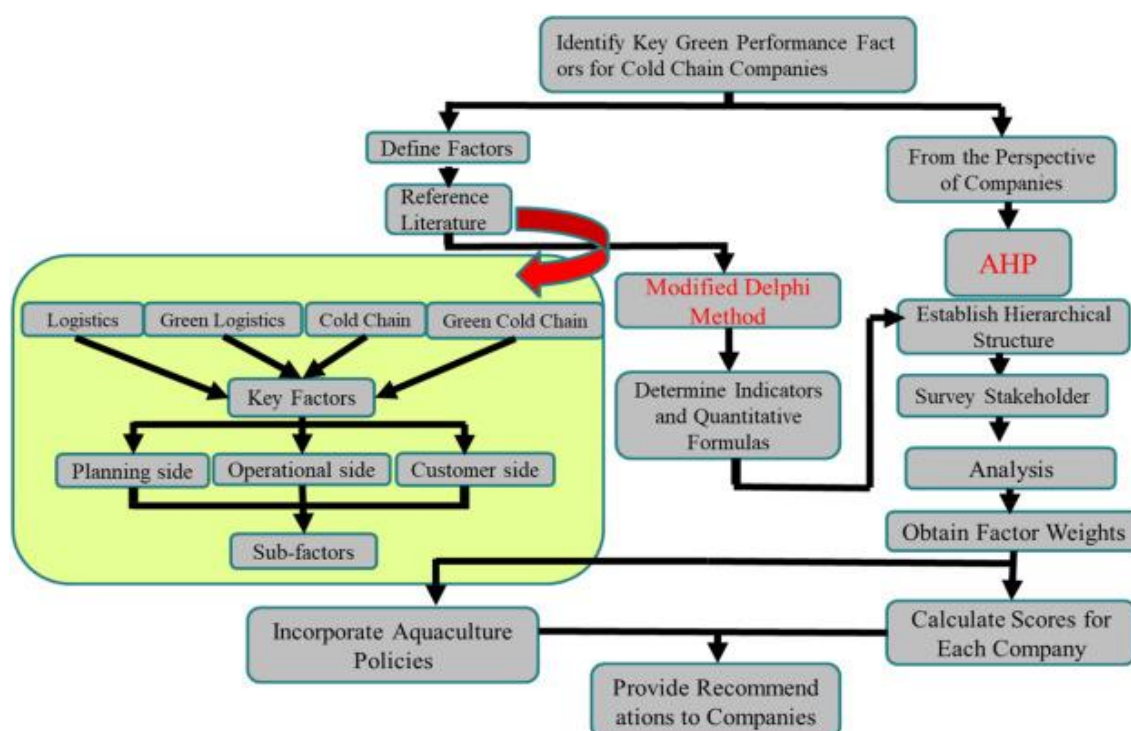 Identify Key Green Performance Fact
ors for Cold Chain Companies
Define Factors
From the Perspective
of Companies
Reference
Literature
AHP
Modified Delphi
Method
Logistics
Green Logistics
Cold Chain
Green Cold Chain
Establish Hierarchical
Structure
Key Factors
Determine Indicators
and Quantitative
Formulas
Survey Stakeholder
Planning side
Operational side
Customer side
Analysis
Sub-factors
Obtain Factor Weights
Incorporate Aquaculture
Policies
Calculate Scores for
Each Company
Provide Recommend
ations to Companies